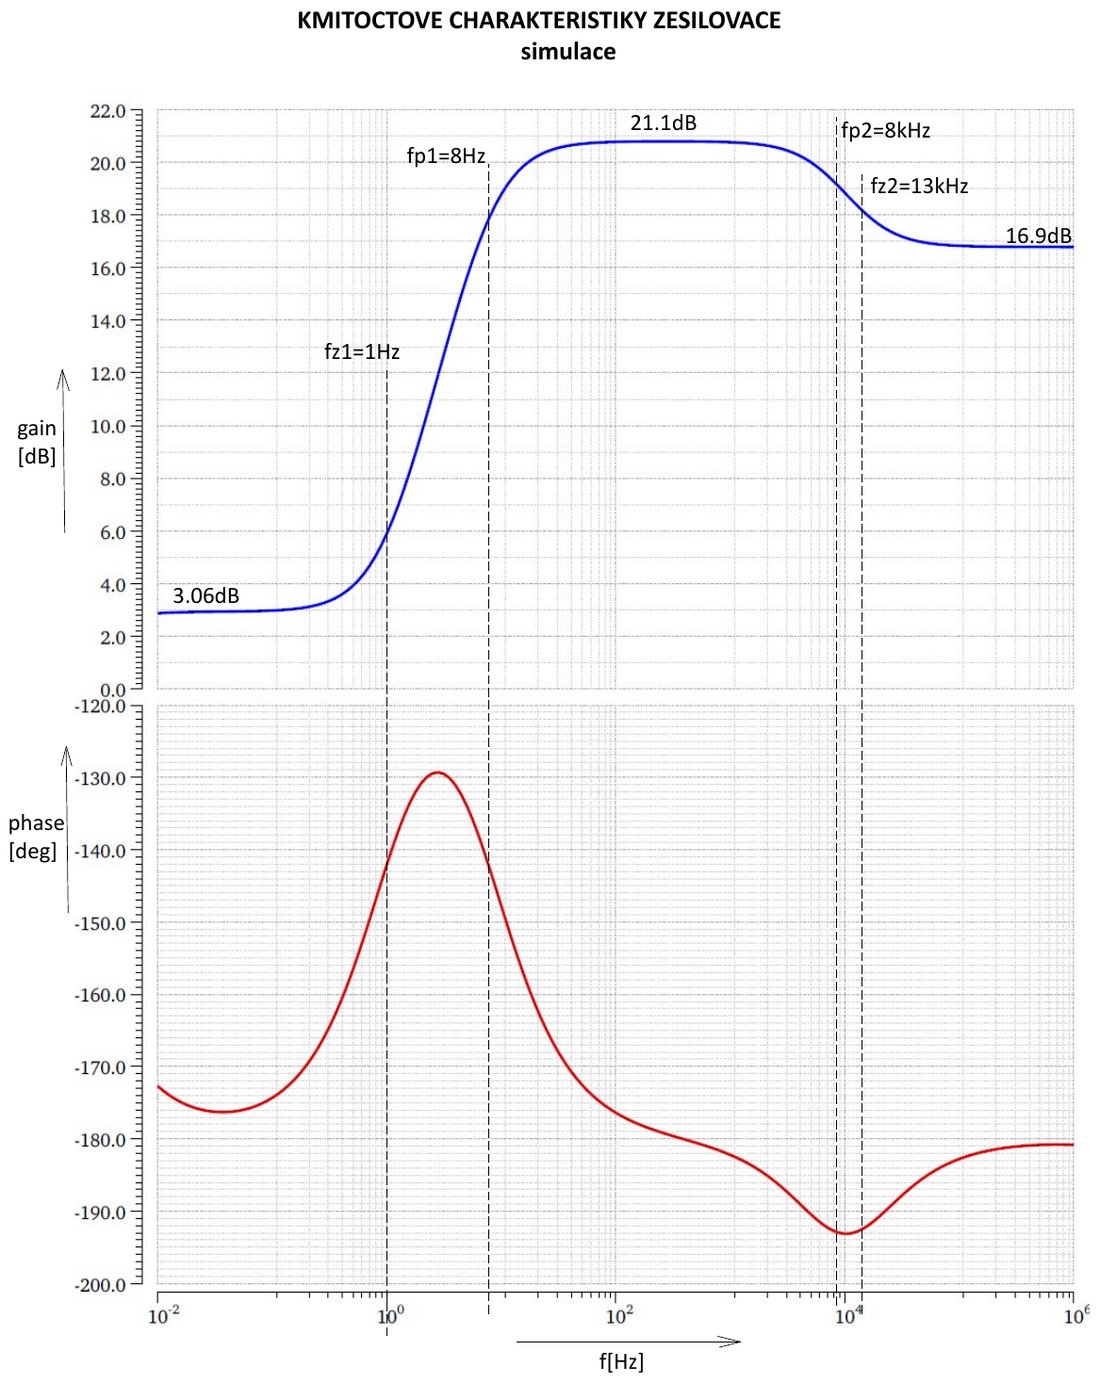 KMITOCTOVE CHARAKTERISTIKY ZESILOVACE
simulace
22.0
20.0
18.0
16.0
14.0
12.0
10.0
8.0
6.0
4.0
2.0
0.0
gain
[dB]
3.06dB
fz1=1Hz
fp1=8Hz
21.1dB
fp2=8kHz
fz2=13kHz
16.9dB
-120.0
-130.0
-140.0
-150.0
-160.0
-170.0
-180.0
-190.0
-200.0
phase
[deg]
10⁻² 10⁰ 10² 10⁴ 10⁶
f[Hz]